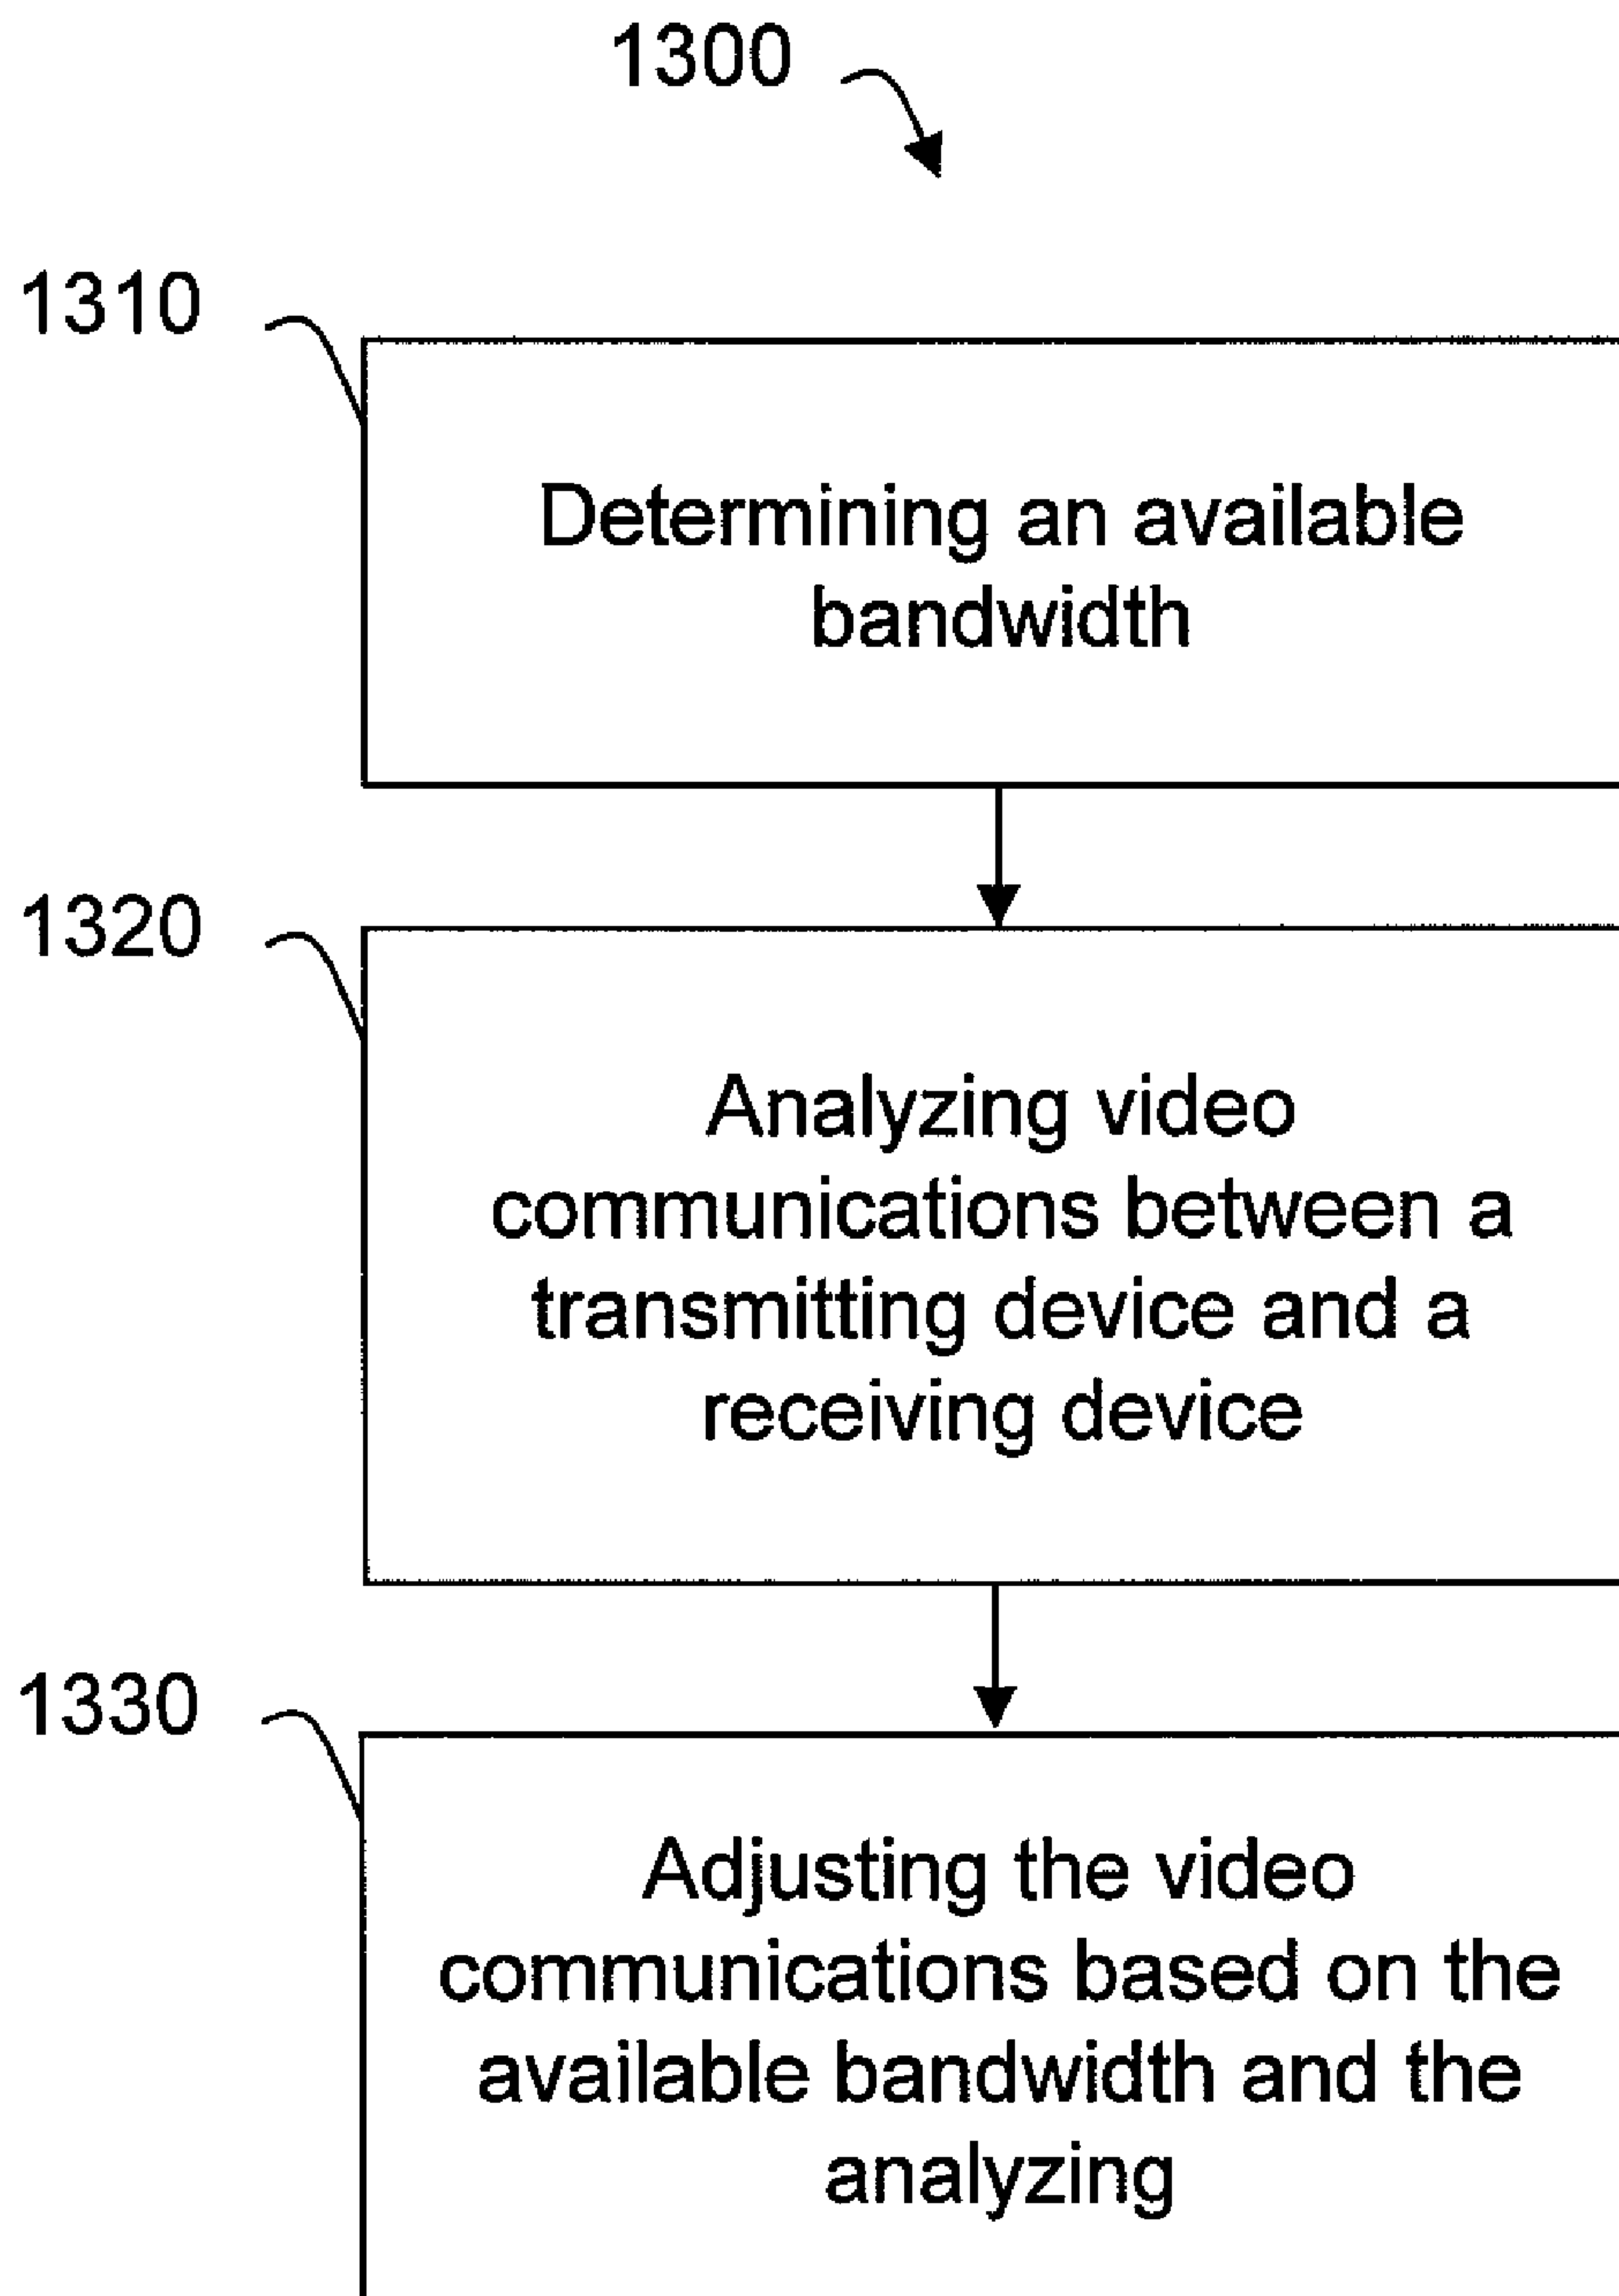 1300
1310
Determining an available
bandwidth
1320
Analyzing video
communications between a
transmitting device and a
receiving device
1330
Adjusting the video
communications based on the
available bandwidth and the
analyzing